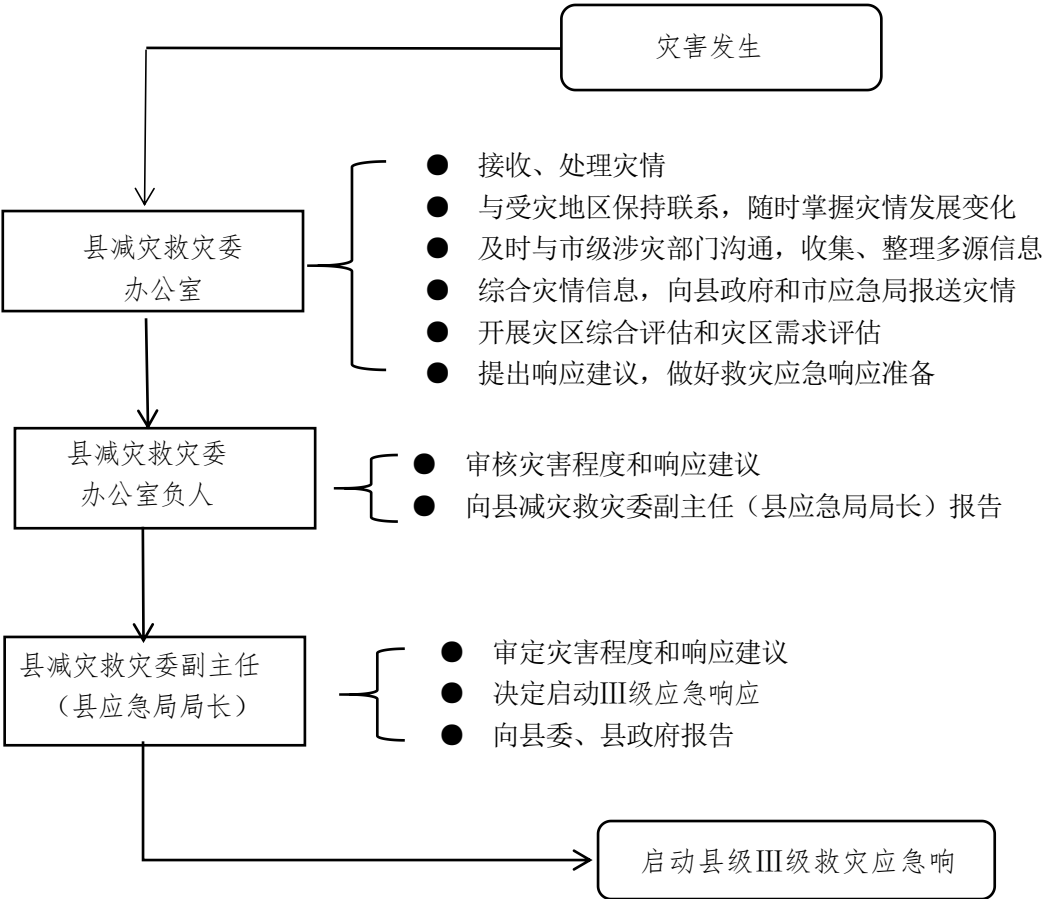 灾害发生
县减灾救灾委
办公室
● 接收、处理灾情
● 与受灾地区保持联系，随时掌握灾情发展变化
● 及时与市级涉灾部门沟通，收集、整理多源信息
● 综合灾情信息，向县政府和市应急局报送灾情
● 开展灾区综合评估和灾区需求评估
● 提出响应建议，做好救灾应急响应准备
县减灾救灾委
办公室负人
● 审核灾害程度和响应建议
● 向县减灾救灾委副主任（县应急局局长）报告
县减灾救灾委副主任
（县应急局局长）
● 审定灾害程度和响应建议
● 决定启动Ⅲ级应急响应
● 向县委、县政府报告
启动县级Ⅲ级救灾应急响